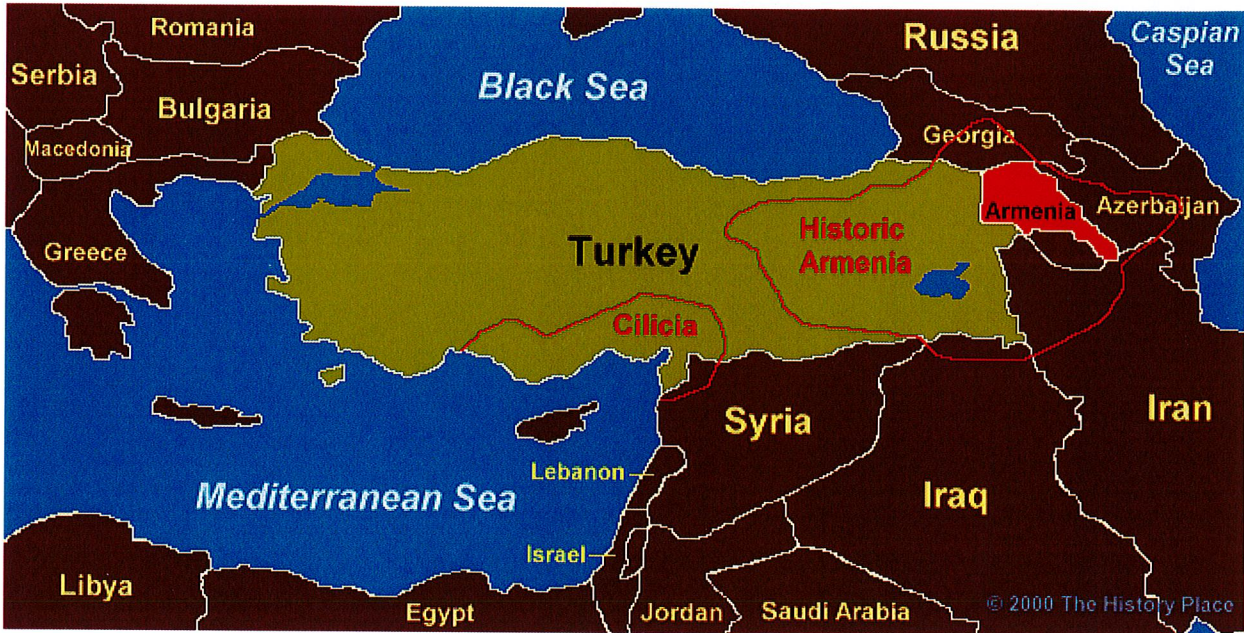 Romania
Russia
Caspian
Sea
Serbia
Black Sea
Bulgaria
Georgia
Macedonia
Armenia
Azerbaijan
Historic
Armenia
Greece
Turkey
Cilicia
Syria
Iran
Lebanon
Mediterranean Sea
Iraq
Israel
Libya
Egypt
Jordan
Saudi Arabia
© 2000 The History Place